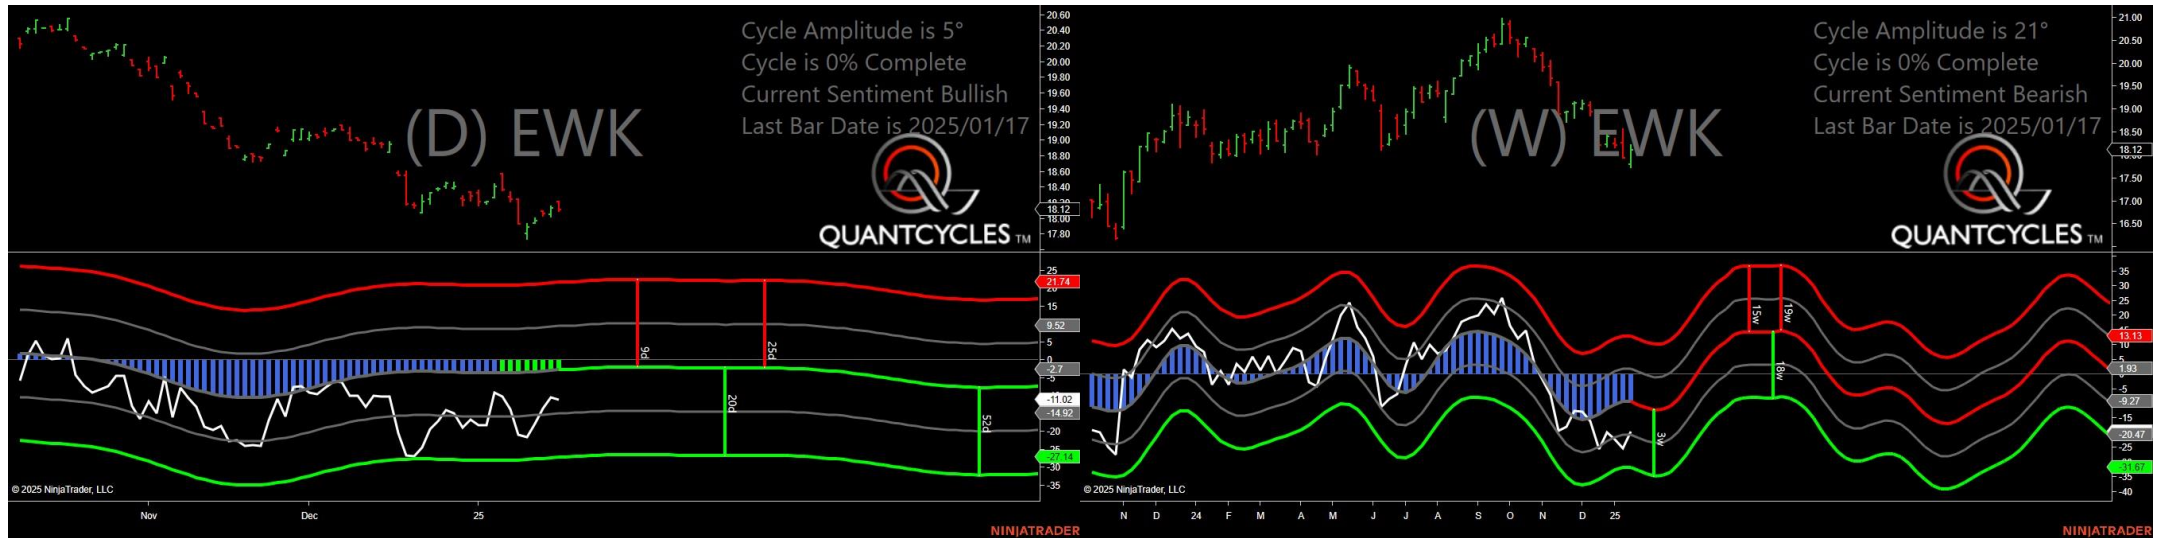 Cycle Amplitude is 5°
Cycle is 0% Complete
Current Sentiment Bullish
Last Bar Date is 2025/01/17
(D) EWK
QUANTCYCLES TM
20.60
20.40
20.20
20.00
19.80
19.60
19.40
19.20
19.00
18.80
18.60
18.40
18.12
18.00
17.80
25
21.74
15
9.52
5
0
-2.7
-5
-11.02
-14.92
-20
-27.14
-30
-35
9d
25d
20d
52d
© 2025 NinjaTrader, LLC
Nov
Dec
25
NINJATRADER
Cycle Amplitude is 21°
Cycle is 0% Complete
Current Sentiment Bearish
Last Bar Date is 2025/01/17
(W) EWK
QUANTCYCLES TM
21.00
20.50
20.00
19.50
19.00
18.50
18.12
17.50
17.00
16.50
35
30
25
20
13.13
10
1.93
-5
-9.27
-15
-20.47
-25
-31.67
-35
-40
15w
19w
18w
3w
© 2025 NinjaTrader, LLC
N
D
24
F
M
A
M
J
J
A
S
O
N
D
25
NINJATRADER